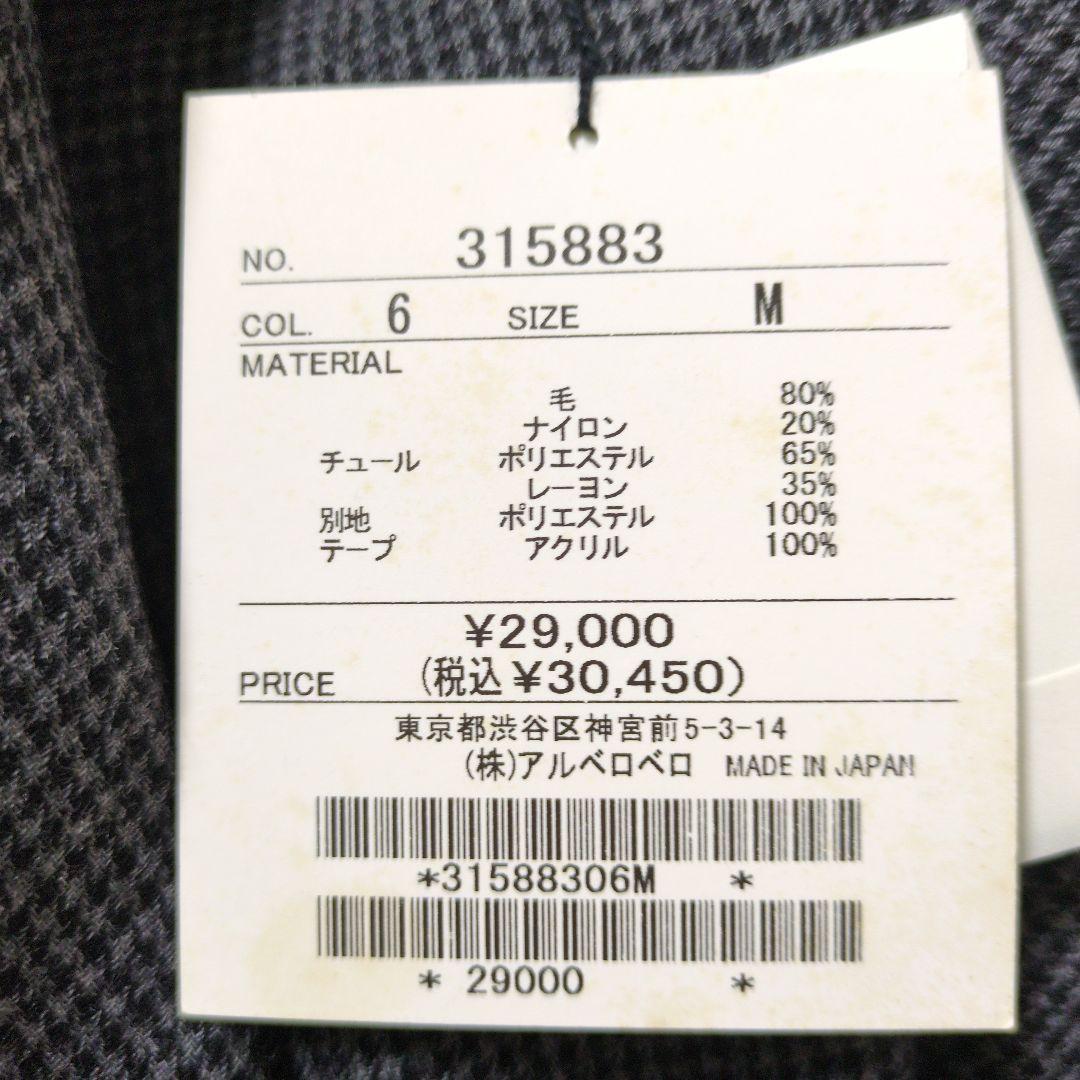 NO. 315883
COL. 6 SIZE M
MATERIAL
毛 80%
ナイロン 20%
チュール ポリエステル 65%
レーヨン 35%
別地 ポリエステル 100%
テープ アクリル 100%
¥29,000
PRICE (税込¥30,450)
東京都渋谷区神宮前5-3-14
(株)アルベロベロ MADE IN JAPAN
*31588306M *
* 29000 *